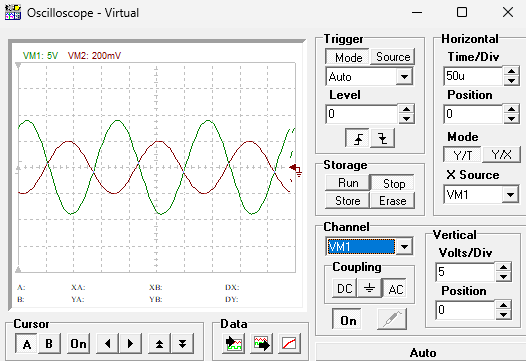 Oscilloscope - Virtual
VM1: 5V VM2: 200mV
A: XA: XB: DX:
B: YA: YB: DY:
Cursor
A B On
Data
Trigger
Mode Source
Auto
Level
0
Storage
Run Stop
Store Erase
Horizontal
Time/Div
50u
Position
0
Mode
Y/T Y/X
X Source
VM1
Channel
VM1
Coupling
DC AC
On
Vertical
Volts/Div
5
Position
0
Auto